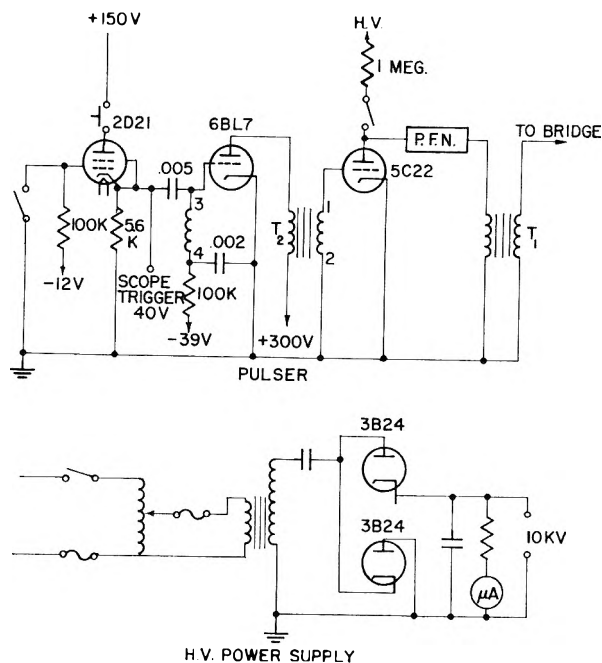 +150V
H.V.
1 MEG.
2D21
6BL7
.005
P.F.N.
TO BRIDGE
5C22
3
1
T2
T1
100K
5.6
K
4
.002
2
-12V
SCOPE
TRIGGER
40V
100K
-39V
+300V
PULSER
3B24
3B24
10KV
μA
H.V. POWER SUPPLY